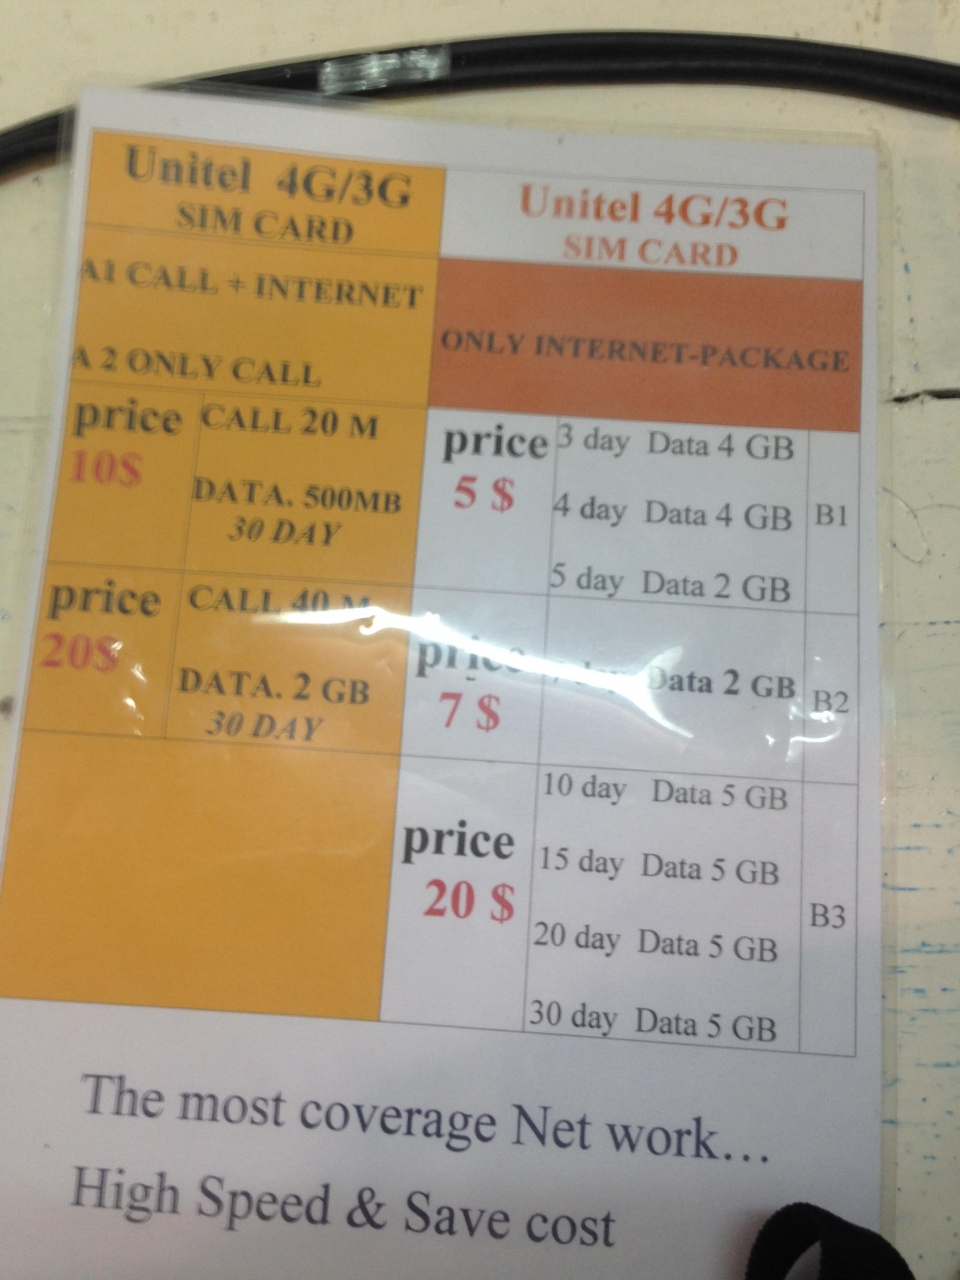 Unitel 4G/3G
SIM CARD
A1 CALL + INTERNET
A 2 ONLY CALL
price
10$
CALL 20 M
DATA. 500MB
30 DAY
price
20$
CALL 40 M
DATA. 2 GB
30 DAY
Unitel 4G/3G
SIM CARD
ONLY INTERNET-PACKAGE
price
5 $
3 day Data 4 GB
4 day Data 4 GB
5 day Data 2 GB
B1
price
7 $
day Data 2 GB
B2
price
20 $
10 day Data 5 GB
15 day Data 5 GB
20 day Data 5 GB
30 day Data 5 GB
B3
The most coverage Net work...
High Speed & Save cost